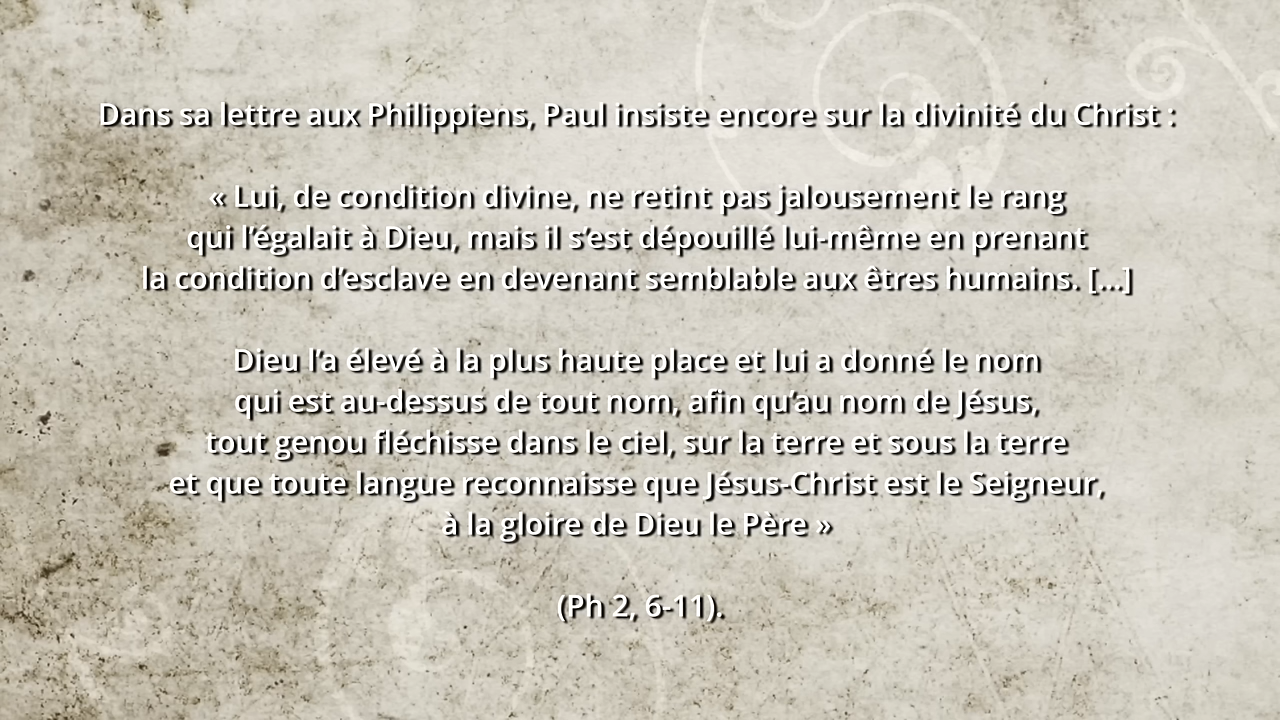 Dans sa lettre aux Philippiens, Paul insiste encore sur la divinité du Christ :
« Lui, de condition divine, ne retint pas jalousement le rang
qui l’égalait à Dieu, mais il s’est dépouillé lui-même en prenant
la condition d’esclave en devenant semblable aux êtres humains. [...]
Dieu l’a élevé à la plus haute place et lui a donné le nom
qui est au-dessus de tout nom, afin qu’au nom de Jésus,
tout genou fléchisse dans le ciel, sur la terre et sous la terre
et que toute langue reconnaisse que Jésus-Christ est le Seigneur,
à la gloire de Dieu le Père »
(Ph 2, 6-11).